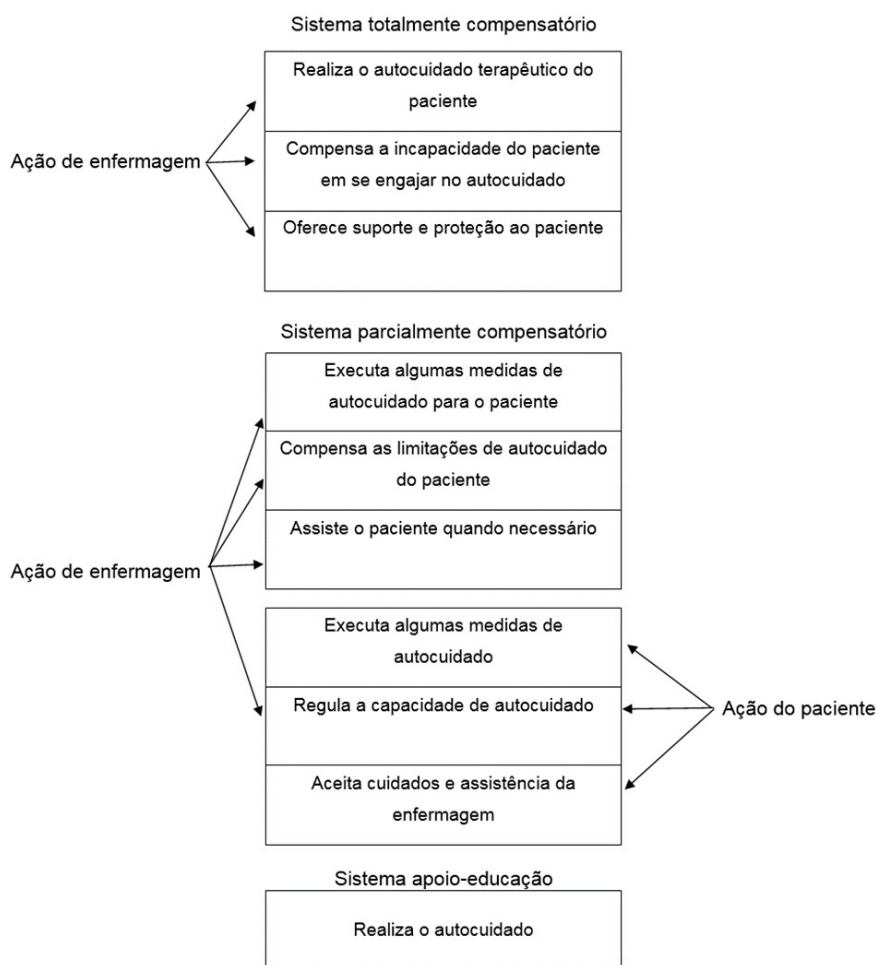 Sistema totalmente compensatório
Realiza o autocuidado terapêutico do
paciente
Ação de enfermagem
Compensa a incapacidade do paciente
em se engajar no autocuidado
Oferece suporte e proteção ao paciente
Sistema parcialmente compensatório
Executa algumas medidas de
autocuidado para o paciente
Compensa as limitações de autocuidado
do paciente
Assiste o paciente quando necessário
Ação de enfermagem
Executa algumas medidas de
autocuidado
Regula a capacidade de autocuidado
Ação do paciente
Aceita cuidados e assistência da
enfermagem
Sistema apoio-educação
Realiza o autocuidado